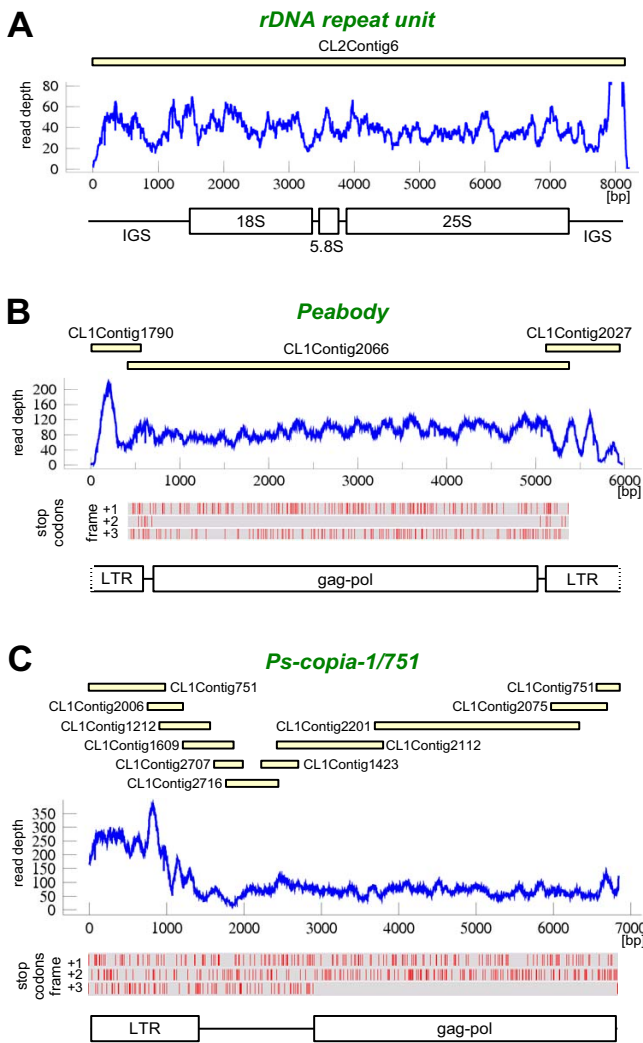 A
rDNA repeat unit
CL2Contig6
read depth
80
60
40
20
0
0 1000 2000 3000 4000 5000 6000 7000 8000
[bp]
IGS 18S 5.8S 25S IGS
B
Peabody
CL1Contig1790 CL1Contig2027
CL1Contig2066
read depth
200
160
120
80
40
0
0 1000 2000 3000 4000 5000 6000
[bp]
stop codons
frame
+1
+2
+3
LTR gag-pol LTR
C
Ps-copia-1/751
CL1Contig751 CL1Contig751
CL1Contig2006 CL1Contig2075
CL1Contig1212 CL1Contig2201
CL1Contig1609 CL1Contig2112
CL1Contig2707 CL1Contig1423
CL1Contig2716
read depth
350
300
250
200
150
100
50
0
0 1000 2000 3000 4000 5000 6000 7000
[bp]
stop codons
frame
+1
+2
+3
LTR gag-pol